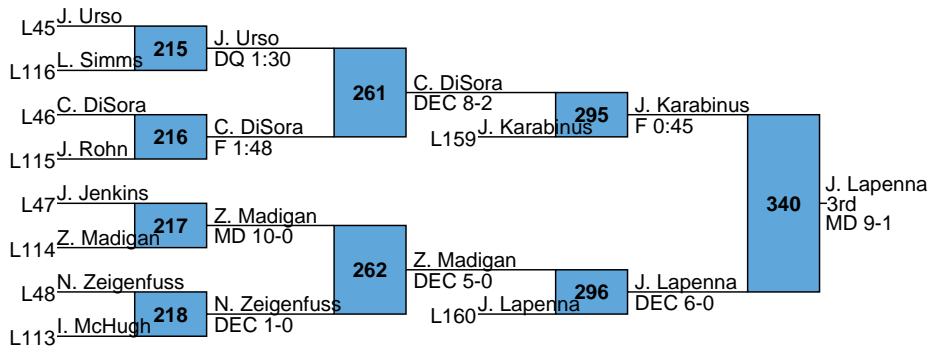 J. Urso
L45
215
J. Urso
DQ 1:30
L. Simms
L116
261
C. DiSora
DEC 8-2
C. DiSora
L46
216
C. DiSora
F 1:48
J. Rohn
L115
295
J. Karabinus
F 0:45
J. Karabinus
L159
J. Jenkins
L47
217
Z. Madigan
MD 10-0
Z. Madigan
L114
340
J. Lapenna
3rd
MD 9-1
262
Z. Madigan
DEC 5-0
N. Zeigenfuss
L48
218
N. Zeigenfuss
DEC 1-0
I. McHugh
L113
296
J. Lapenna
DEC 6-0
J. Lapenna
L160